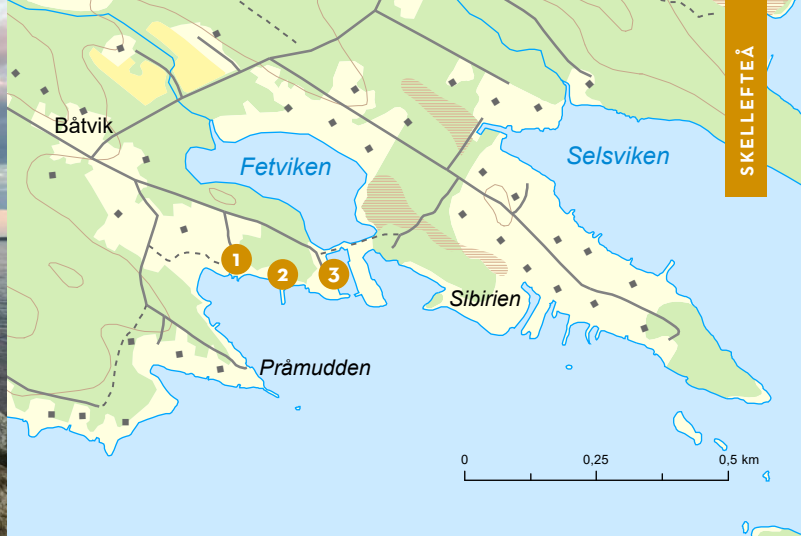 SKELLEFTEÅ
Båtvik
Fetviken
Selsviken
1
2
3
Sibirien
Pråmudden
0
0,25
0,5 km